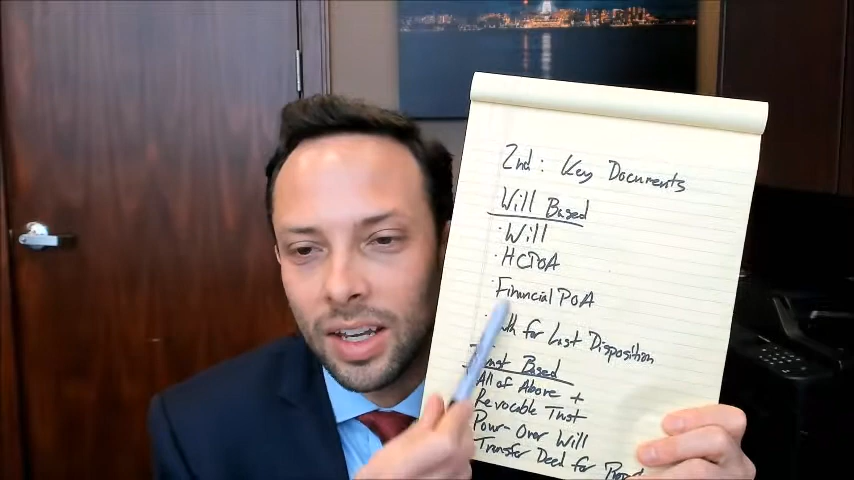 2nd: Key Documents
Will Based
· Will
· HCPOA
· Financial POA
for Last Disposition
Based
All of Above +
Revocable Trust
Pour-Over Will
Transfer Deed for